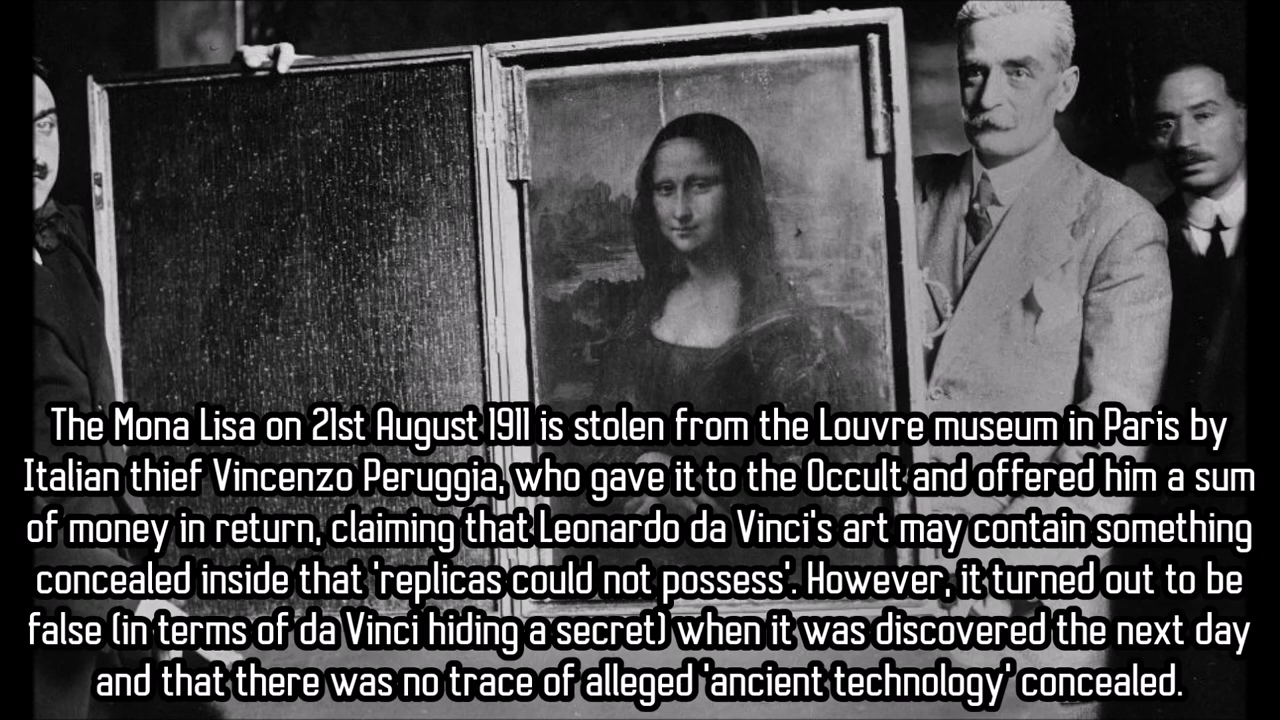 The Mona Lisa on 21st August 1911 is stolen from the Louvre museum in Paris by
Italian thief Vincenzo Peruggia, who gave it to the Occult and offered him a sum
of money in return, claiming that Leonardo da Vinci's art may contain something
concealed inside that 'replicas could not possess'. However, it turned out to be
false (in terms of da Vinci hiding a secret) when it was discovered the next day
and that there was no trace of alleged 'ancient technology' concealed.